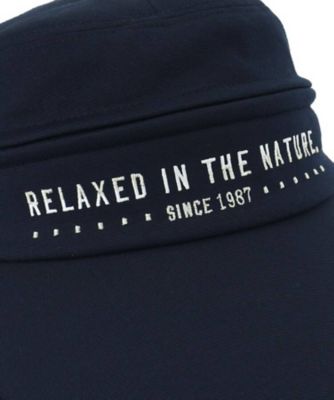 RELAXED IN THE NATURE.
SINCE 1987